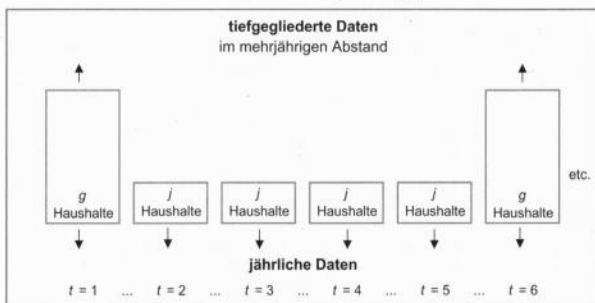 tiefgegliederte Daten
im mehrjährigen Abstand
g j j j j g
Haushalte Haushalte Haushalte Haushalte Haushalte Haushalte
etc.
jährliche Daten
t = 1 ... t = 2 ... t = 3 ... t = 4 ... t = 5 ... t = 6